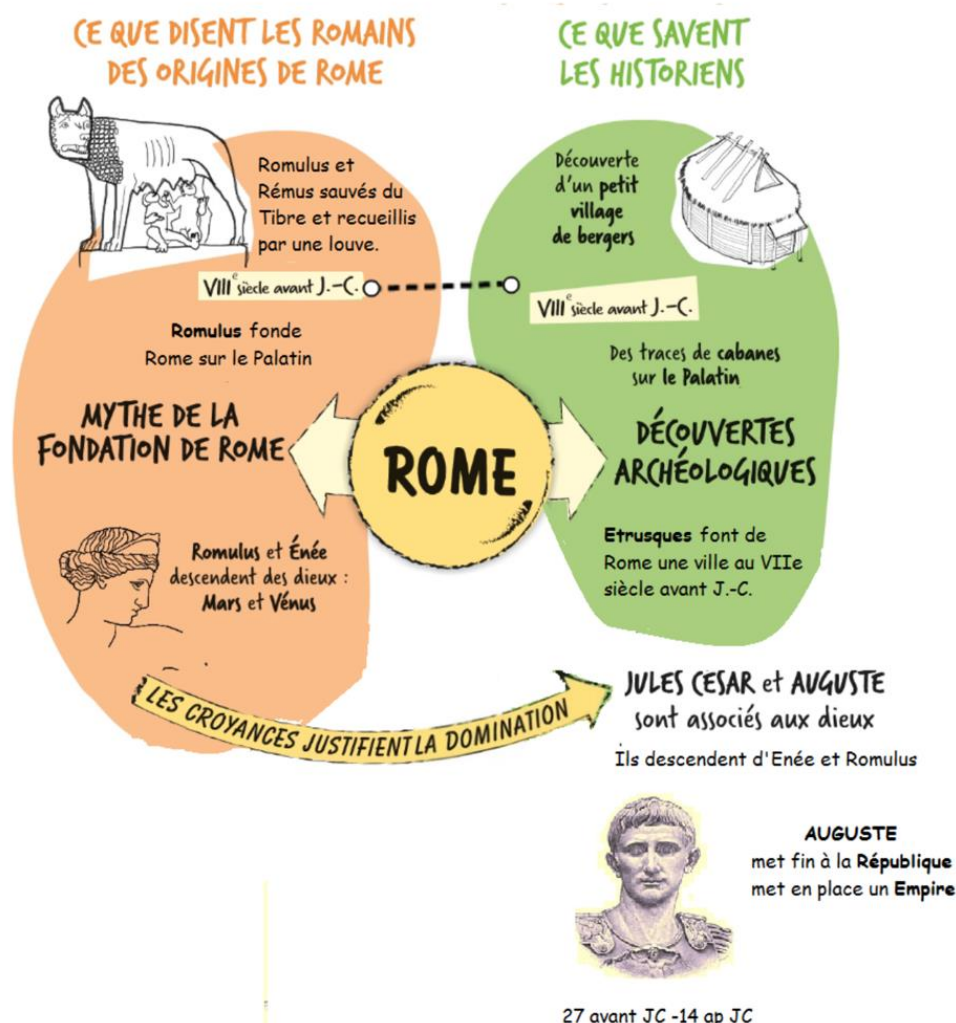 CE QUE DISENT LES ROMAINS
DES ORIGINES DE ROME
Romulus et
Rémus sauvés du
Tibre et recueillis
par une louve.
VIIIe siècle avant J.-C.
Romulus fonde
Rome sur le Palatin
MYTHE DE LA
FONDATION DE ROME
Romulus et Énée
descendent des dieux :
Mars et Vénus
ROME
CE QUE SAVENT
LES HISTORIENS
Découverte
d'un petit
village
de bergers
VIIIe siècle avant J.-C.
Des traces de cabanes
sur le Palatin
DÉCOUVERTES
ARCHÉOLOGIQUES
Etrusques font de
Rome une ville au VIIe
siècle avant J.-C.
LES CROYANCES JUSTIFIENT LA DOMINATION
JULES CÉSAR et AUGUSTE
sont associés aux dieux
Ils descendent d'Enée et Romulus
AUGUSTE
met fin à la République
met en place un Empire
27 avant JC -14 ap JC